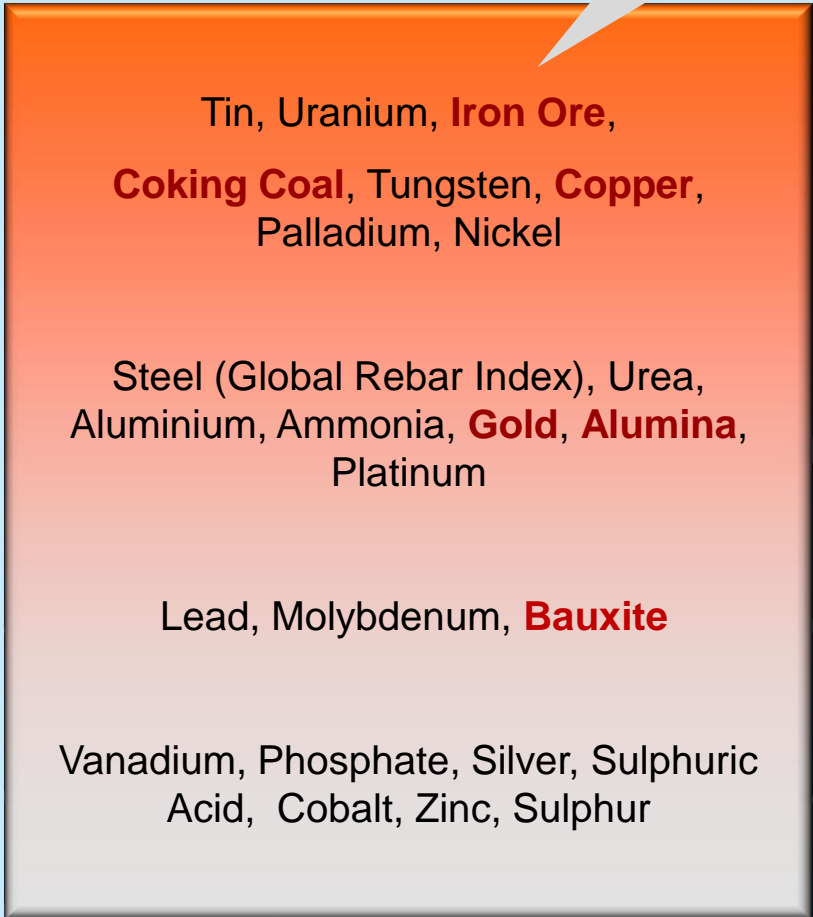 Tin, Uranium, Iron Ore,
Coking Coal, Tungsten, Copper,
Palladium, Nickel
Steel (Global Rebar Index), Urea,
Aluminium, Ammonia, Gold, Alumina,
Platinum
Lead, Molybdenum, Bauxite
Vanadium, Phosphate, Silver, Sulphuric
Acid,  Cobalt, Zinc, Sulphur